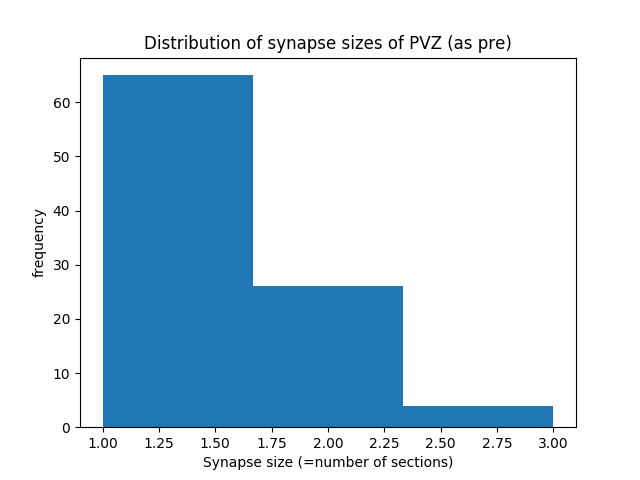 Distribution of synapse sizes of PVZ (as pre)
60
50
40
30
20
10
0
frequency
1.00 1.25 1.50 1.75 2.00 2.25 2.50 2.75 3.00
Synapse size (=number of sections)